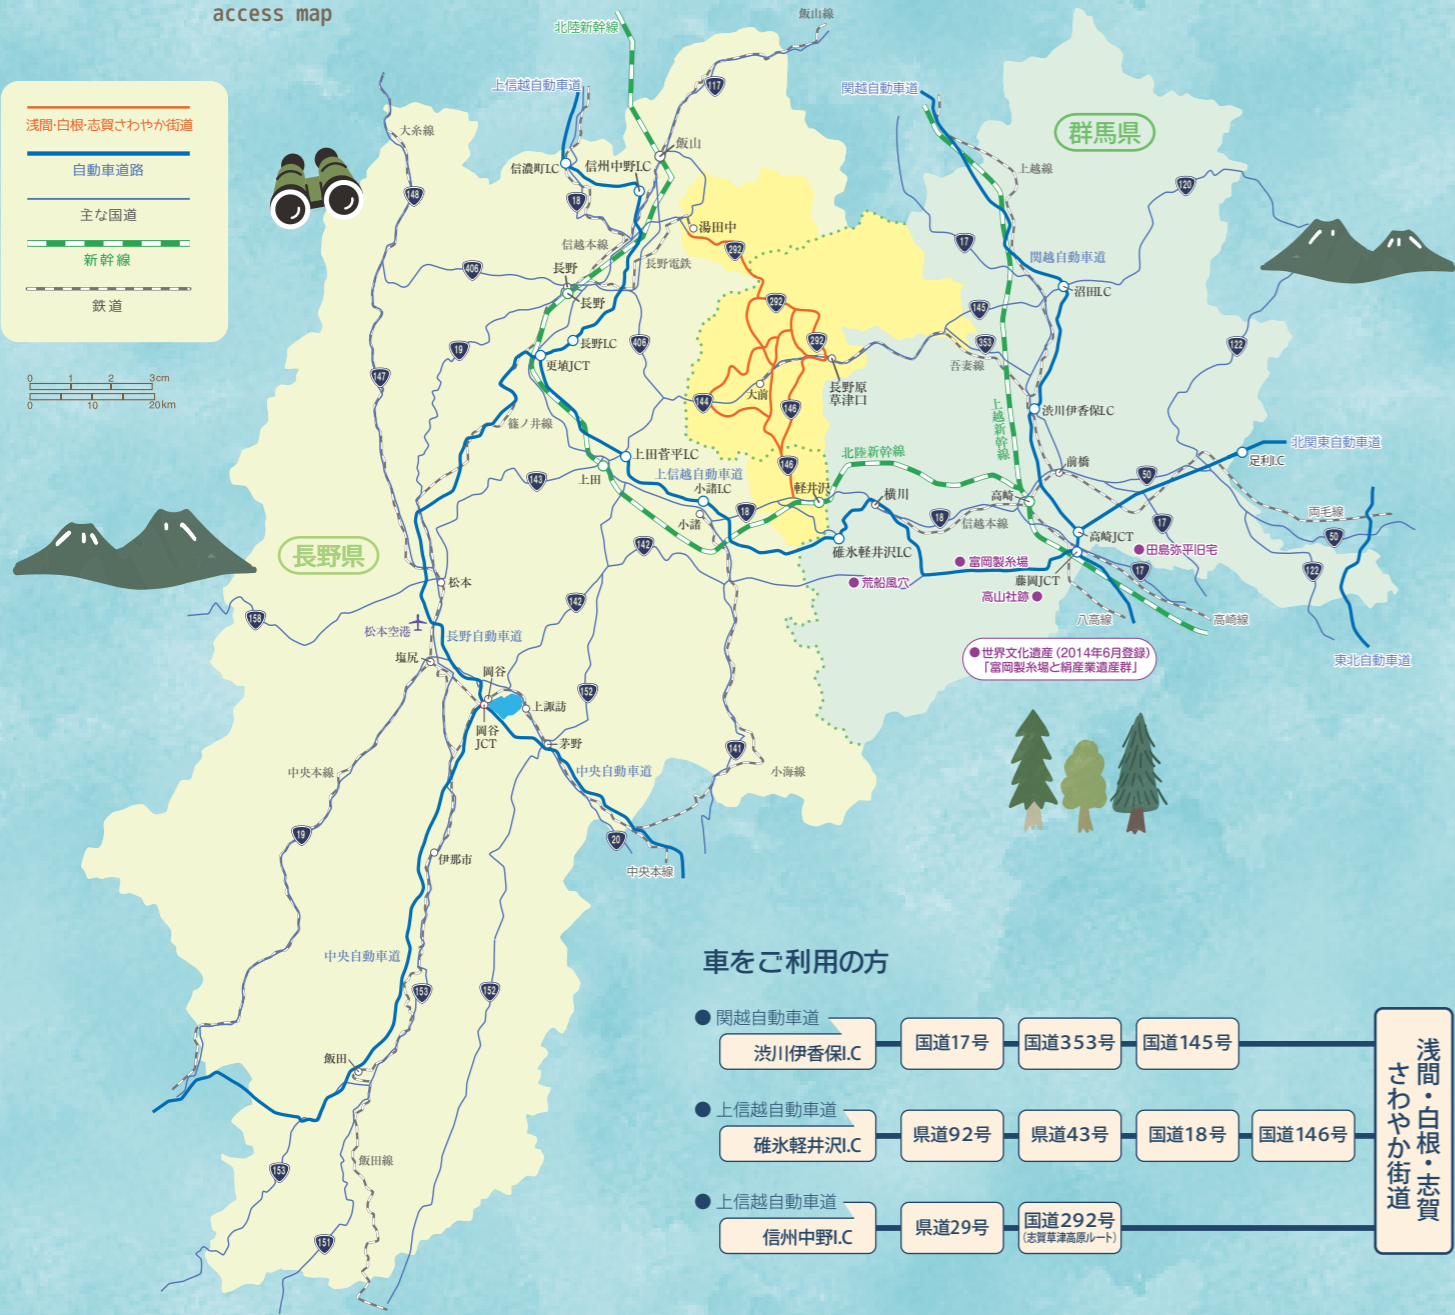 access map
浅間・白根・志賀さわやか街道
自動車道路
主な国道
新幹線
鉄道
0 1 2 3cm
0 10 20km
北陸新幹線
飯山線
上信越自動車道
117
関越自動車道
群馬県
大糸線
飯山
信濃町I.C
信州中野I.C
上越線
148
18
120
湯田中
292
17
信越本線
長野電鉄
関越自動車道
長野
406
沼田I.C
長野
292
145
長野I.C
406
292
353
122
19
更埴JCT
吾妻線
147
大前
長野原
草津口
144
146
上越新幹線
渋川伊香保I.C
篠ノ井線
北陸新幹線
北関東自動車道
上田菅平I.C
足利I.C
上信越自動車道
146
前橋
50
上田
143
小諸I.C
軽井沢
横川
高崎
小諸
18
18
信越本線
両毛線
17
50
長野県
142
碓氷軽井沢I.C
高崎JCT
田島弥平旧宅
富岡製糸場
荒船風穴
藤岡JCT
17
122
松本
高山社跡
142
158
八高線
高崎線
松本空港
長野自動車道
塩尻
世界文化遺産(2014年6月登録)
「富岡製糸場と絹産業遺産群」
東北自動車道
岡谷
152
上諏訪
岡谷
JCT
茅野
141
中央本線
中央自動車道
小海線
19
20
伊那市
中央本線
中央自動車道
153
152
飯田
飯田線
153
151
車をご利用の方
● 関越自動車道
渋川伊香保I.C
国道17号
国道353号
国道145号
● 上信越自動車道
碓氷軽井沢I.C
県道92号
県道43号
国道18号
国道146号
● 上信越自動車道
信州中野I.C
県道29号
国道292号
(志賀草津高原ルート)
浅間・白根・志賀
さわやか街道